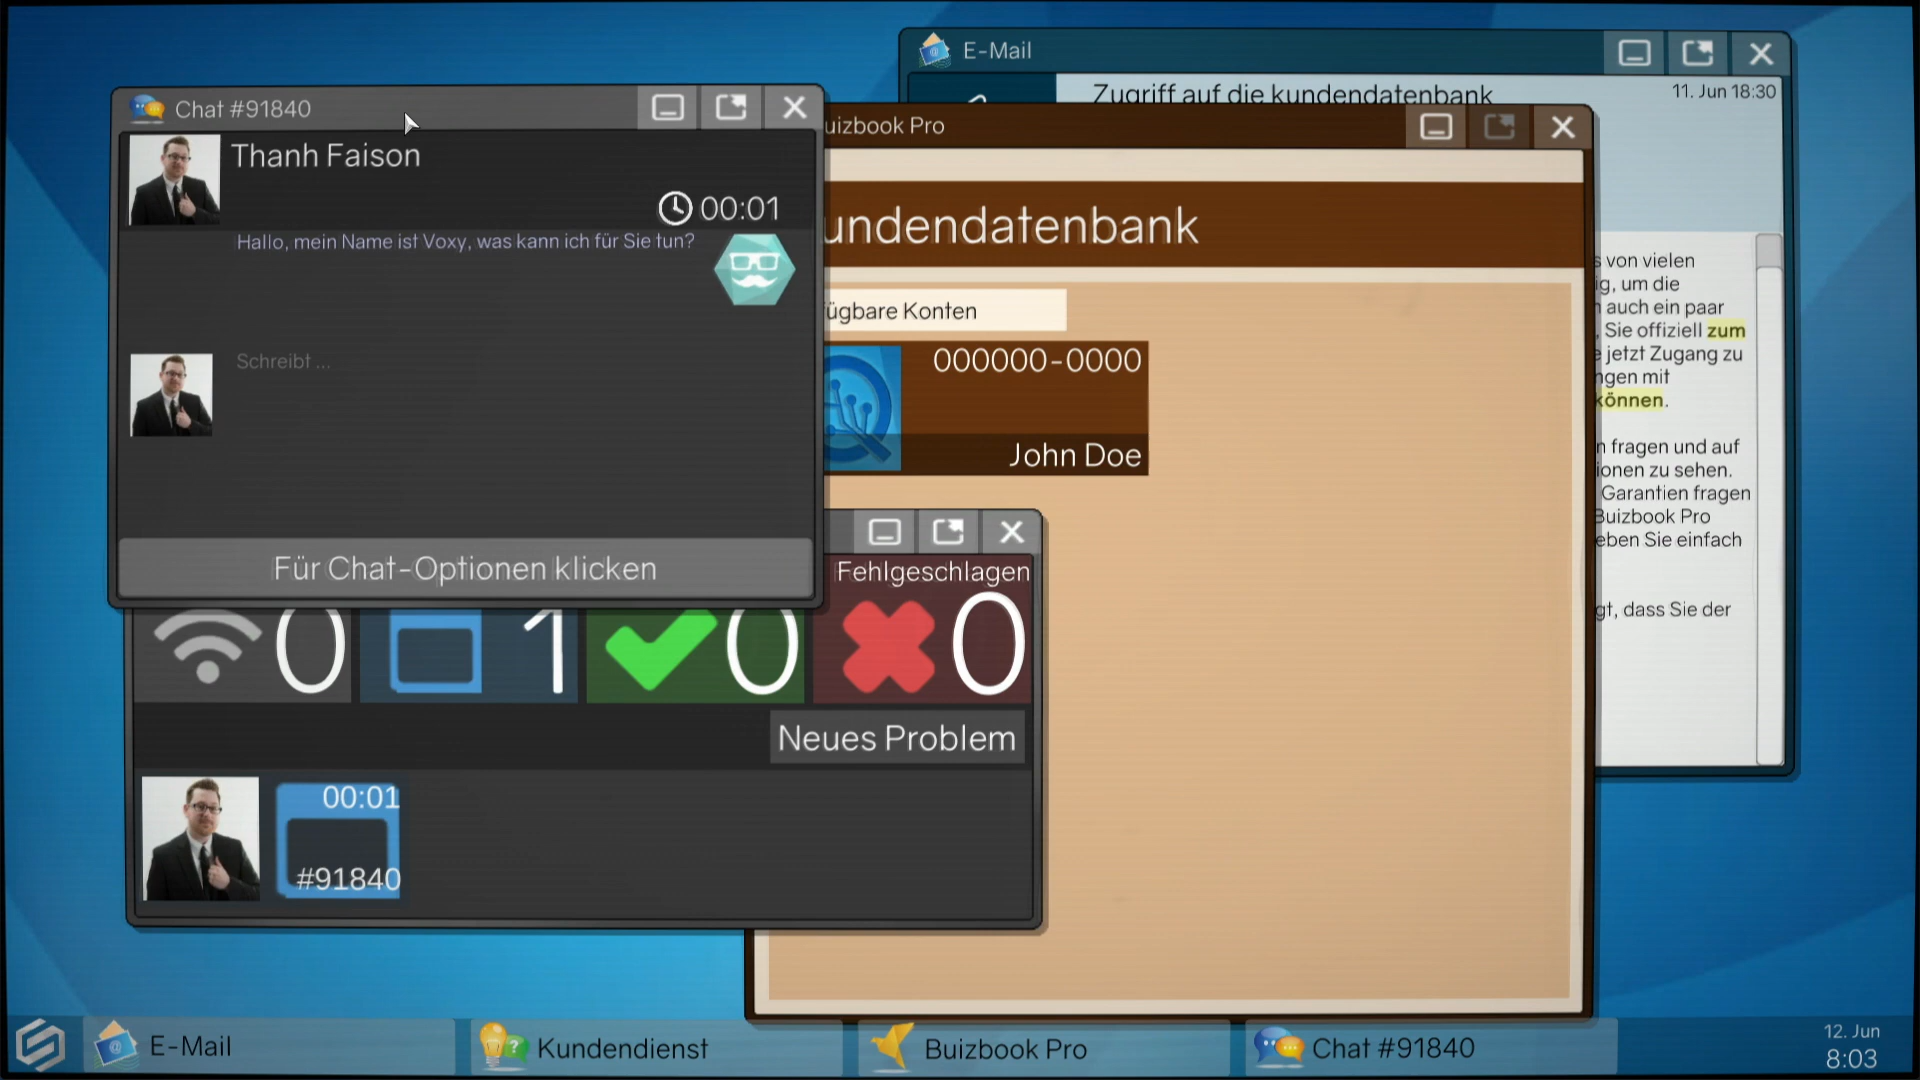 E-Mail
Zugriff auf die kundendatenbank
11. Jun 18:30
Chat #91840
Thanh Faison
00:01
Hallo, mein Name ist Voxy, was kann ich für Sie tun?
Schreibt ...
Für Chat-Optionen klicken
uizbook Pro
undendatenbank
ügbare Konten
000000-0000
John Doe
s von vielen
ig, um die
n auch ein paar
, Sie offiziell zum
e jetzt Zugang zu
ngen mit
können.
n fragen und auf
ionen zu sehen.
Garantien fragen
Buizbook Pro
eben Sie einfach
gt, dass Sie der
Fehlgeschlagen
0 1 0 0
Neues Problem
00:01
#91840
E-Mail
Kundendienst
Buizbook Pro
Chat #91840
12. Jun
8:03